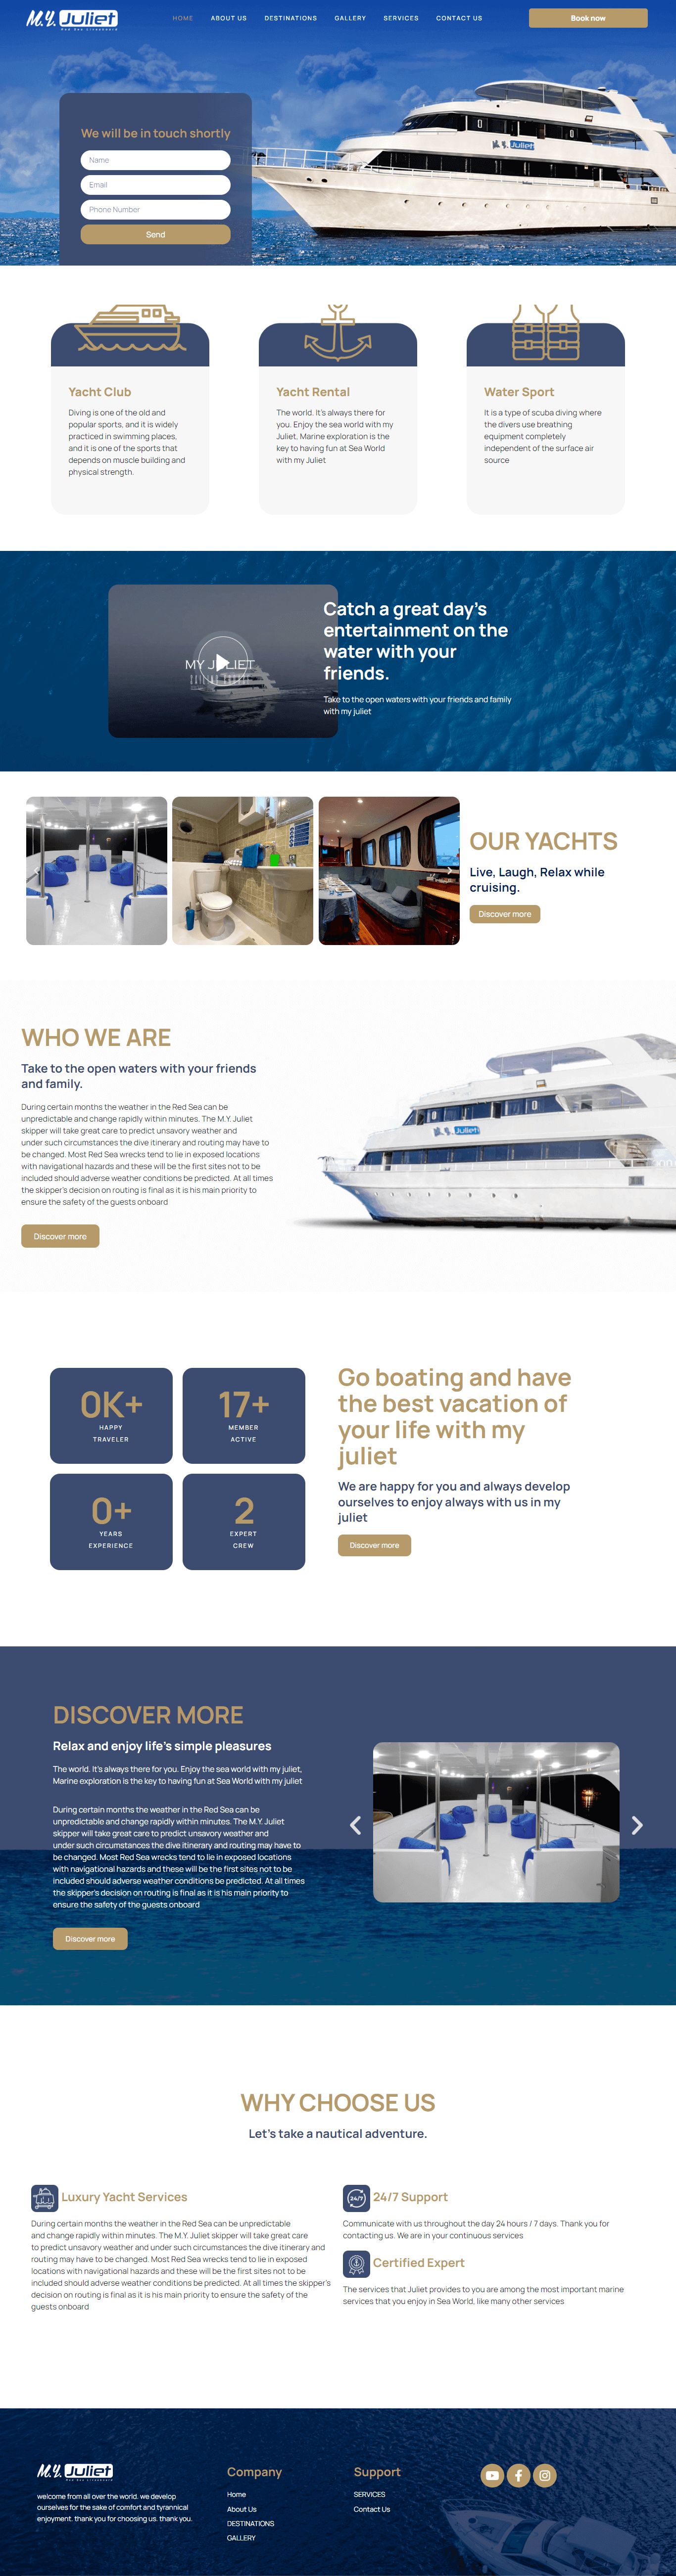 M.Y. Juliet
Red Sea Liveaboard
HOME
ABOUT US
DESTINATIONS
GALLERY
SERVICES
CONTACT US
Book now
We will be in touch shortly
Name
Email
Phone Number
Send
M.Y. Juliet
Yacht Club
Diving is one of the old and
popular sports, and it is widely
practiced in swimming places,
and it is one of the sports that
depends on muscle building and
physical strength.
Yacht Rental
The world. It's always there for
you. Enjoy the sea world with my
Juliet, Marine exploration is the
key to having fun at Sea World
with my Juliet
Water Sport
It is a type of scuba diving where
the divers use breathing
equipment completely
independent of the surface air
source
MY JULIET
Catch a great day's
entertainment on the
water with your
friends.
Take to the open waters with your friends and family
with my juliet
OUR YACHTS
Live, Laugh, Relax while
cruising.
Discover more
WHO WE ARE
Take to the open waters with your friends
and family.
During certain months the weather in the Red Sea can be
unpredictable and change rapidly within minutes. The M.Y. Juliet
skipper will take great care to predict unsavory weather and
under such circumstances the dive itinerary and routing may have to
be changed. Most Red Sea wrecks tend to lie in exposed locations
with navigational hazards and these will be the first sites not to be
included should adverse weather conditions be predicted. At all times
the skipper's decision on routing is final as it is his main priority to
ensure the safety of the guests onboard
Discover more
M.Y. Juliet
0K+
HAPPY
TRAVELER
17+
MEMBER
ACTIVE
0+
YEARS
EXPERIENCE
2
EXPERT
CREW
Go boating and have
the best vacation of
your life with my
juliet
We are happy for you and always develop
ourselves to enjoy always with us in my
juliet
Discover more
DISCOVER MORE
Relax and enjoy life's simple pleasures
The world. It's always there for you. Enjoy the sea world with my juliet,
Marine exploration is the key to having fun at Sea World with my juliet
During certain months the weather in the Red Sea can be
unpredictable and change rapidly within minutes. The M.Y. Juliet
skipper will take great care to predict unsavory weather and
under such circumstances the dive itinerary and routing may have to
be changed. Most Red Sea wrecks tend to lie in exposed locations
with navigational hazards and these will be the first sites not to be
included should adverse weather conditions be predicted. At all times
the skipper's decision on routing is final as it is his main priority to
ensure the safety of the guests onboard
Discover more
WHY CHOOSE US
Let's take a nautical adventure.
Luxury Yacht Services
During certain months the weather in the Red Sea can be unpredictable
and change rapidly within minutes. The M.Y. Juliet skipper will take great care
to predict unsavory weather and under such circumstances the dive itinerary and
routing may have to be changed. Most Red Sea wrecks tend to lie in exposed
locations with navigational hazards and these will be the first sites not to be
included should adverse weather conditions be predicted. At all times the skipper's
decision on routing is final as it is his main priority to ensure the safety of the
guests onboard
24/7
24/7 Support
Communicate with us throughout the day 24 hours / 7 days. Thank you for
contacting us. We are in your continuous services
Certified Expert
The services that Juliet provides to you are among the most important marine
services that you enjoy in Sea World, like many other services
M.Y. Juliet
Red Sea Liveaboard
welcome from all over the world. we develop
ourselves for the sake of comfort and tyrannical
enjoyment. thank you for choosing us. thank you.
Company
Home
About Us
DESTINATIONS
GALLERY
Support
SERVICES
Contact Us